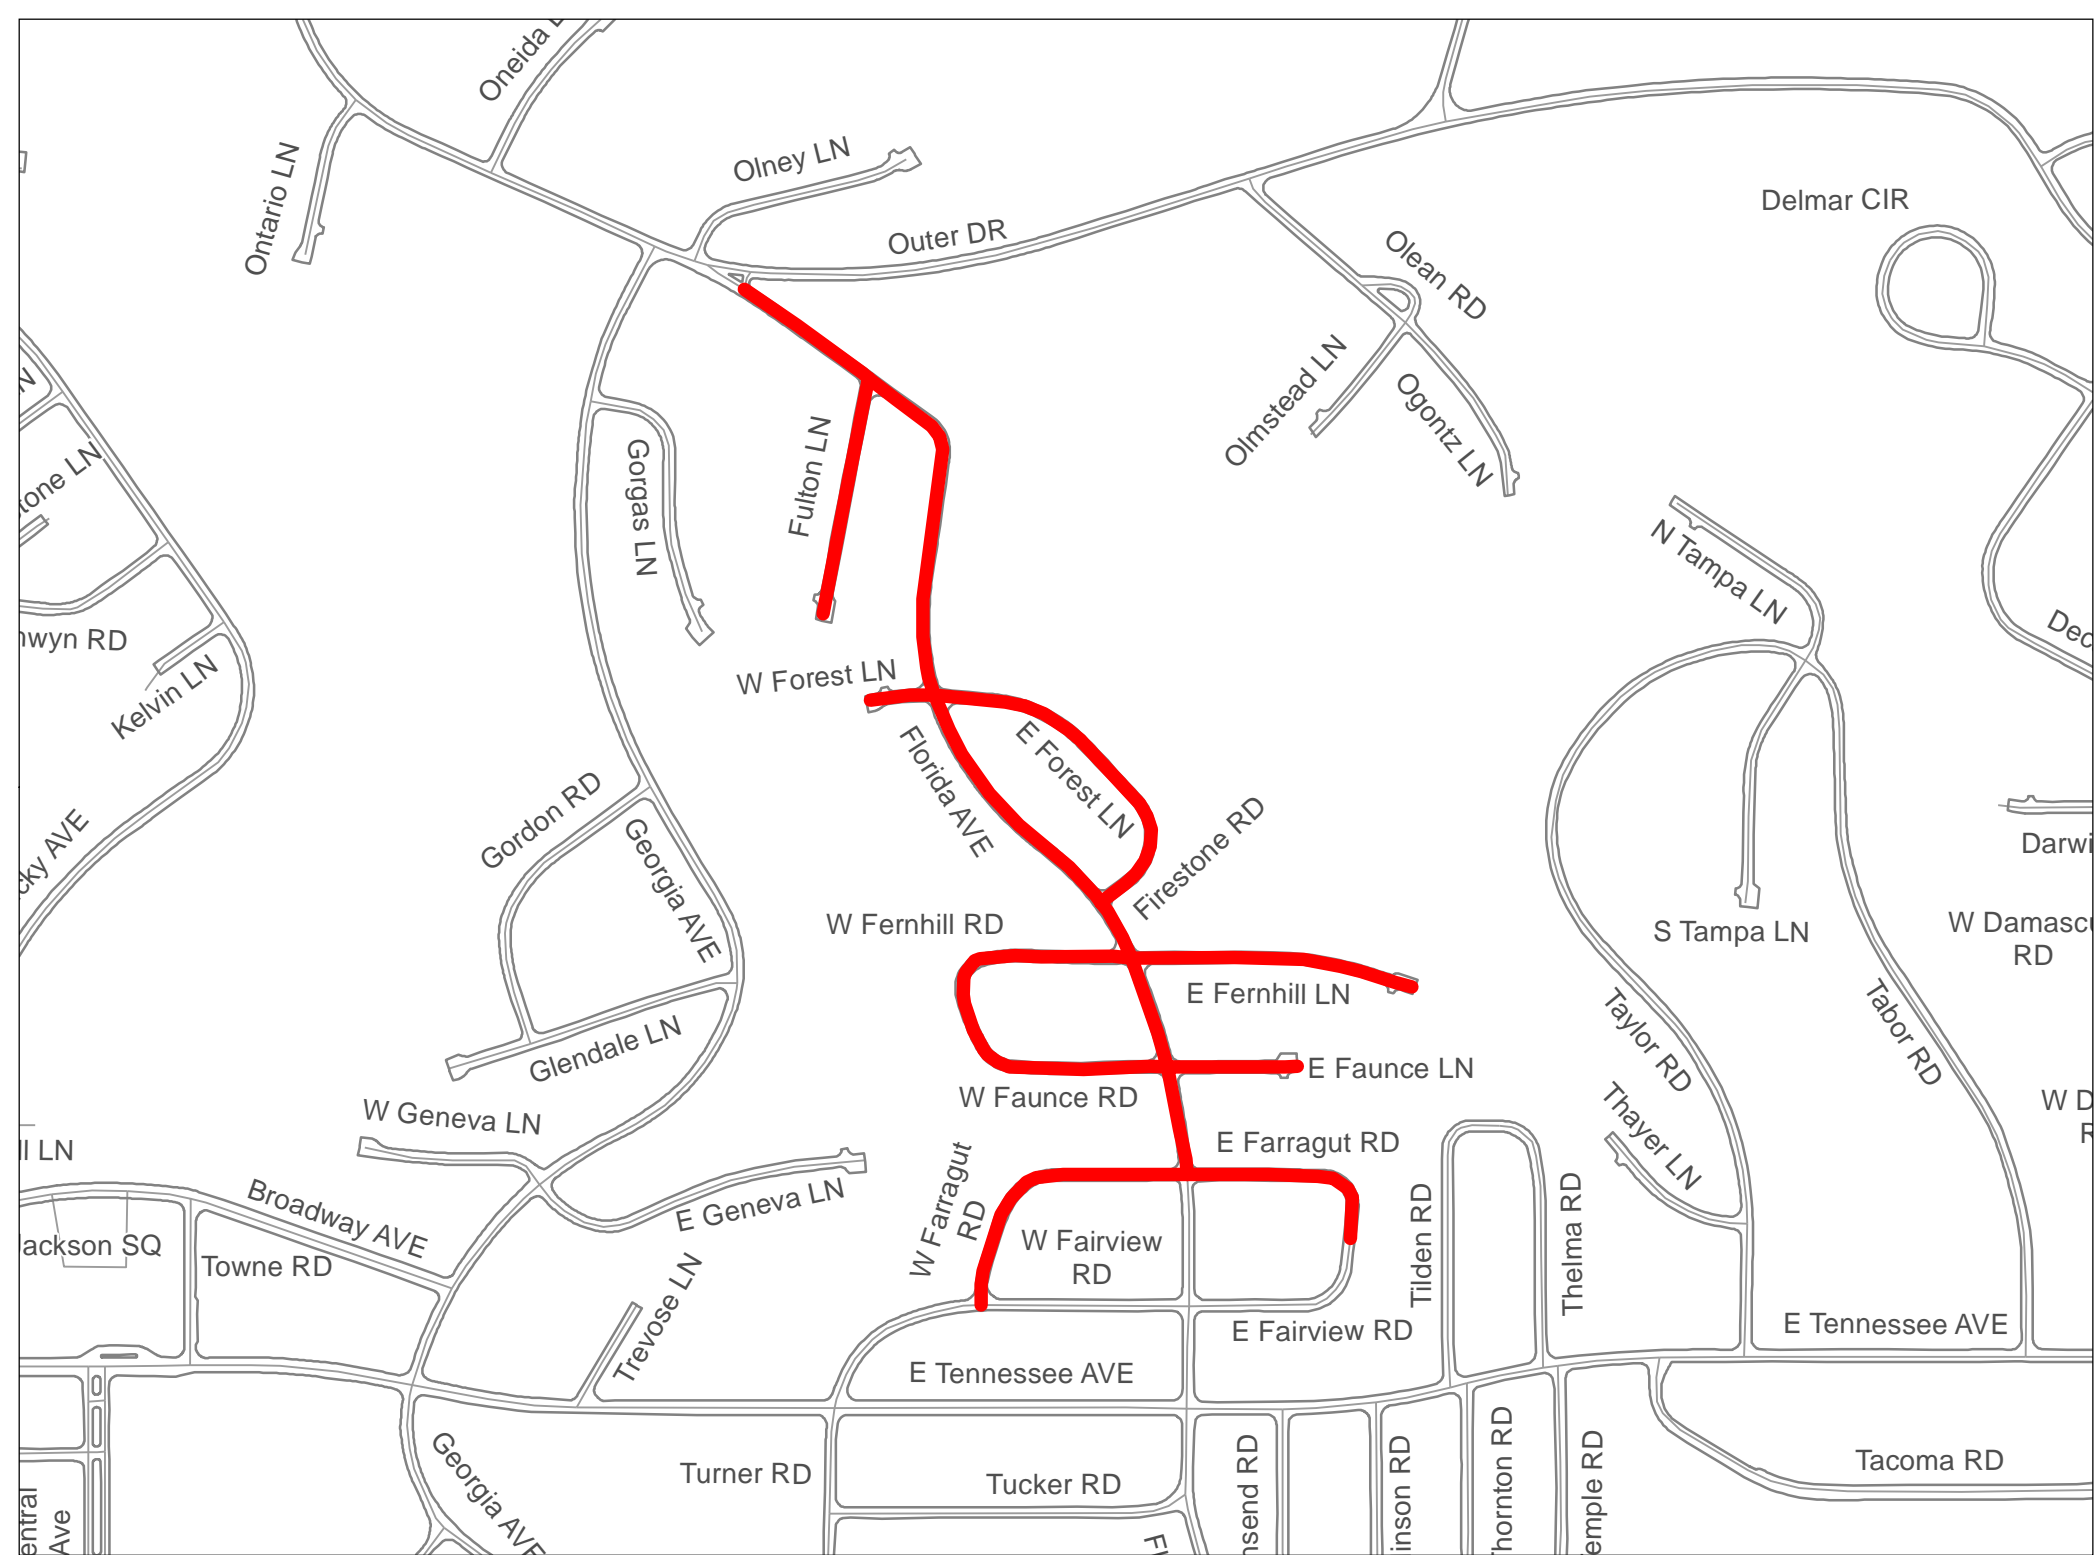 Ontario LN
Olney LN
Outer DR
Delmar CIR
Olean RD
Olmstead LN
Ogontz LN
Fulton LN
Gorgas LN
N Tampa LN
W Forest LN
Kelvin LN
Florida AVE
E Forest LN
Firestone RD
Gordon RD
Georgia AVE
W Fernhill RD
E Fernhill LN
S Tampa LN
RD
Taylor RD
Tabor RD
Glendale LN
E Faunce LN
W Faunce RD
W Geneva LN
E Geneva LN
E Farragut RD
W Farragut
RD
Thayer LN
Broadway AVE
Towne RD
W Fairview
RD
Tilden RD
Thelma RD
Trevose LN
E Fairview RD
E Tennessee AVE
E Tennessee AVE
Georgia AVE
Turner RD
Tucker RD
Tacoma RD
Ave